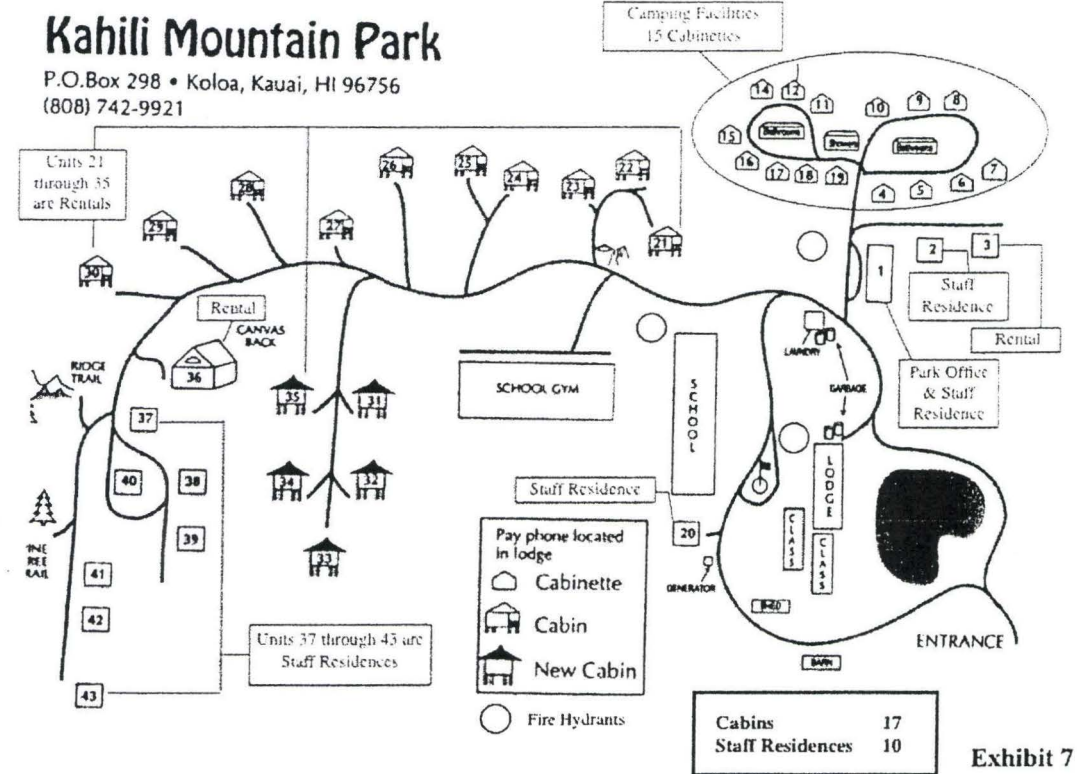 Kahili Mountain Park
P.O.Box 298 • Koloa, Kauai, HI 96756
(808) 742-9921
Camping Facilities
15 Cabinettes
14
12
11
10
9
8
15
Bathrooms
Showers
Bathrooms
16
17
18
19
4
5
6
7
Units 21
through 35
are Rentals
30
29
28
27
26
25
24
23
22
21
1
2
3
Staff
Residence
Rental
Park Office
& Staff
Residence
Rental
CANVAS
BACK
36
RIDGE
TRAIL
37
40
38
39
41
42
43
35
31
34
32
33
SCHOOL GYM
SCHOOL
LAUNDRY
GARBAGE
LODGE
CLASS
CLASS
Staff Residence
20
GENERATOR
BARN
ENTRANCE
Units 37 through 43 are
Staff Residences
Pay phone located
in lodge
Cabinette
Cabin
New Cabin
Fire Hydrants
Cabins 17
Staff Residences 10
Exhibit 7